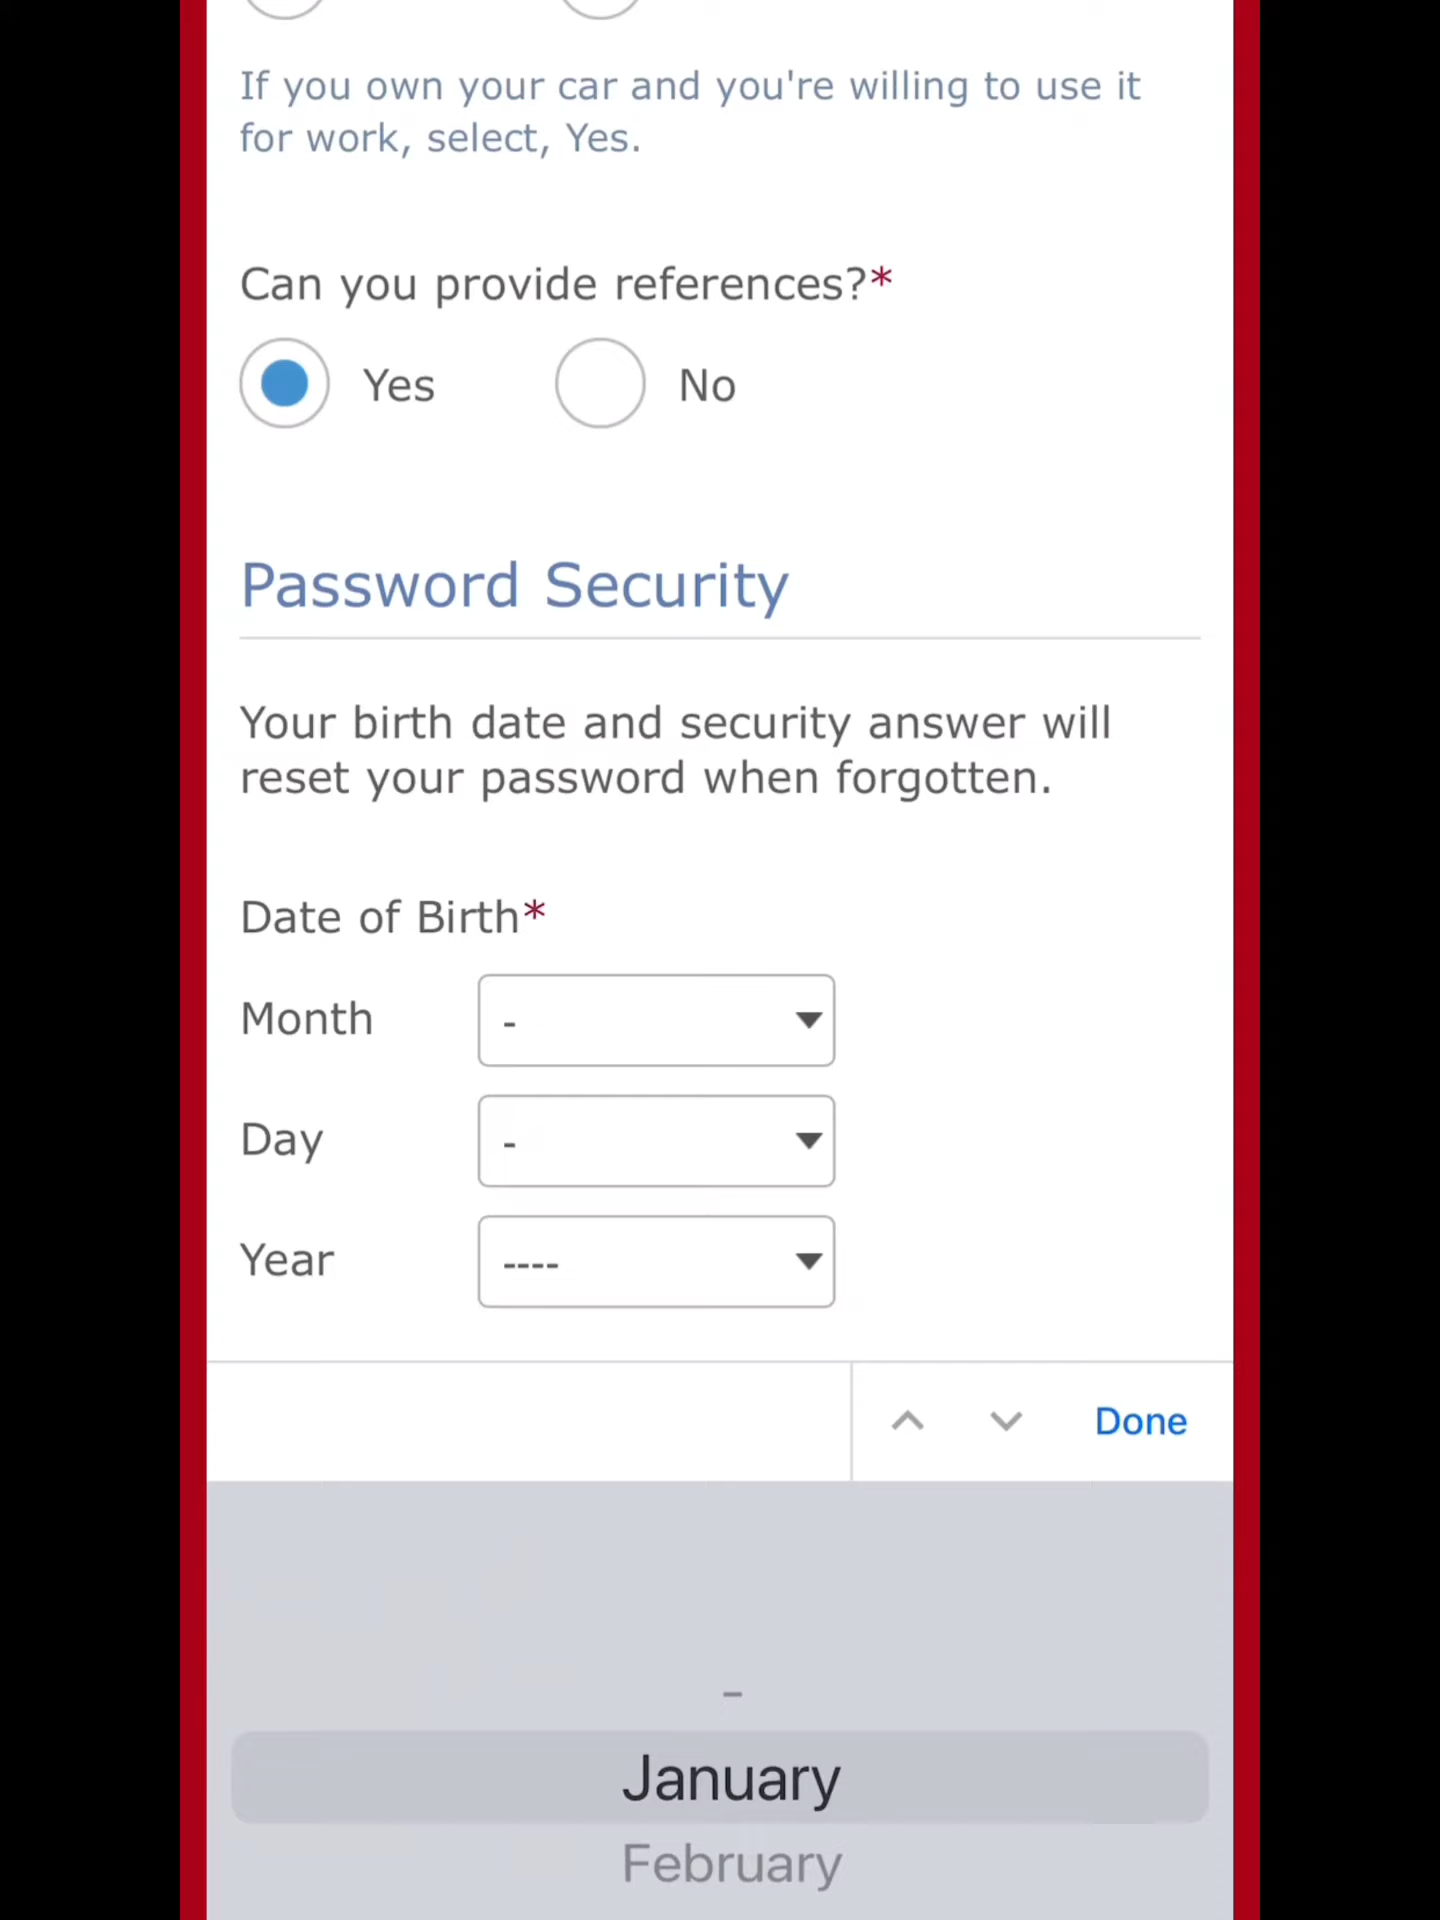 If you own your car and you're willing to use it
for work, select, Yes.
Can you provide references?*
Yes No
Password Security
Your birth date and security answer will
reset your password when forgotten.
Date of Birth*
Month -
Day -
Year ----
Done
-
January
February